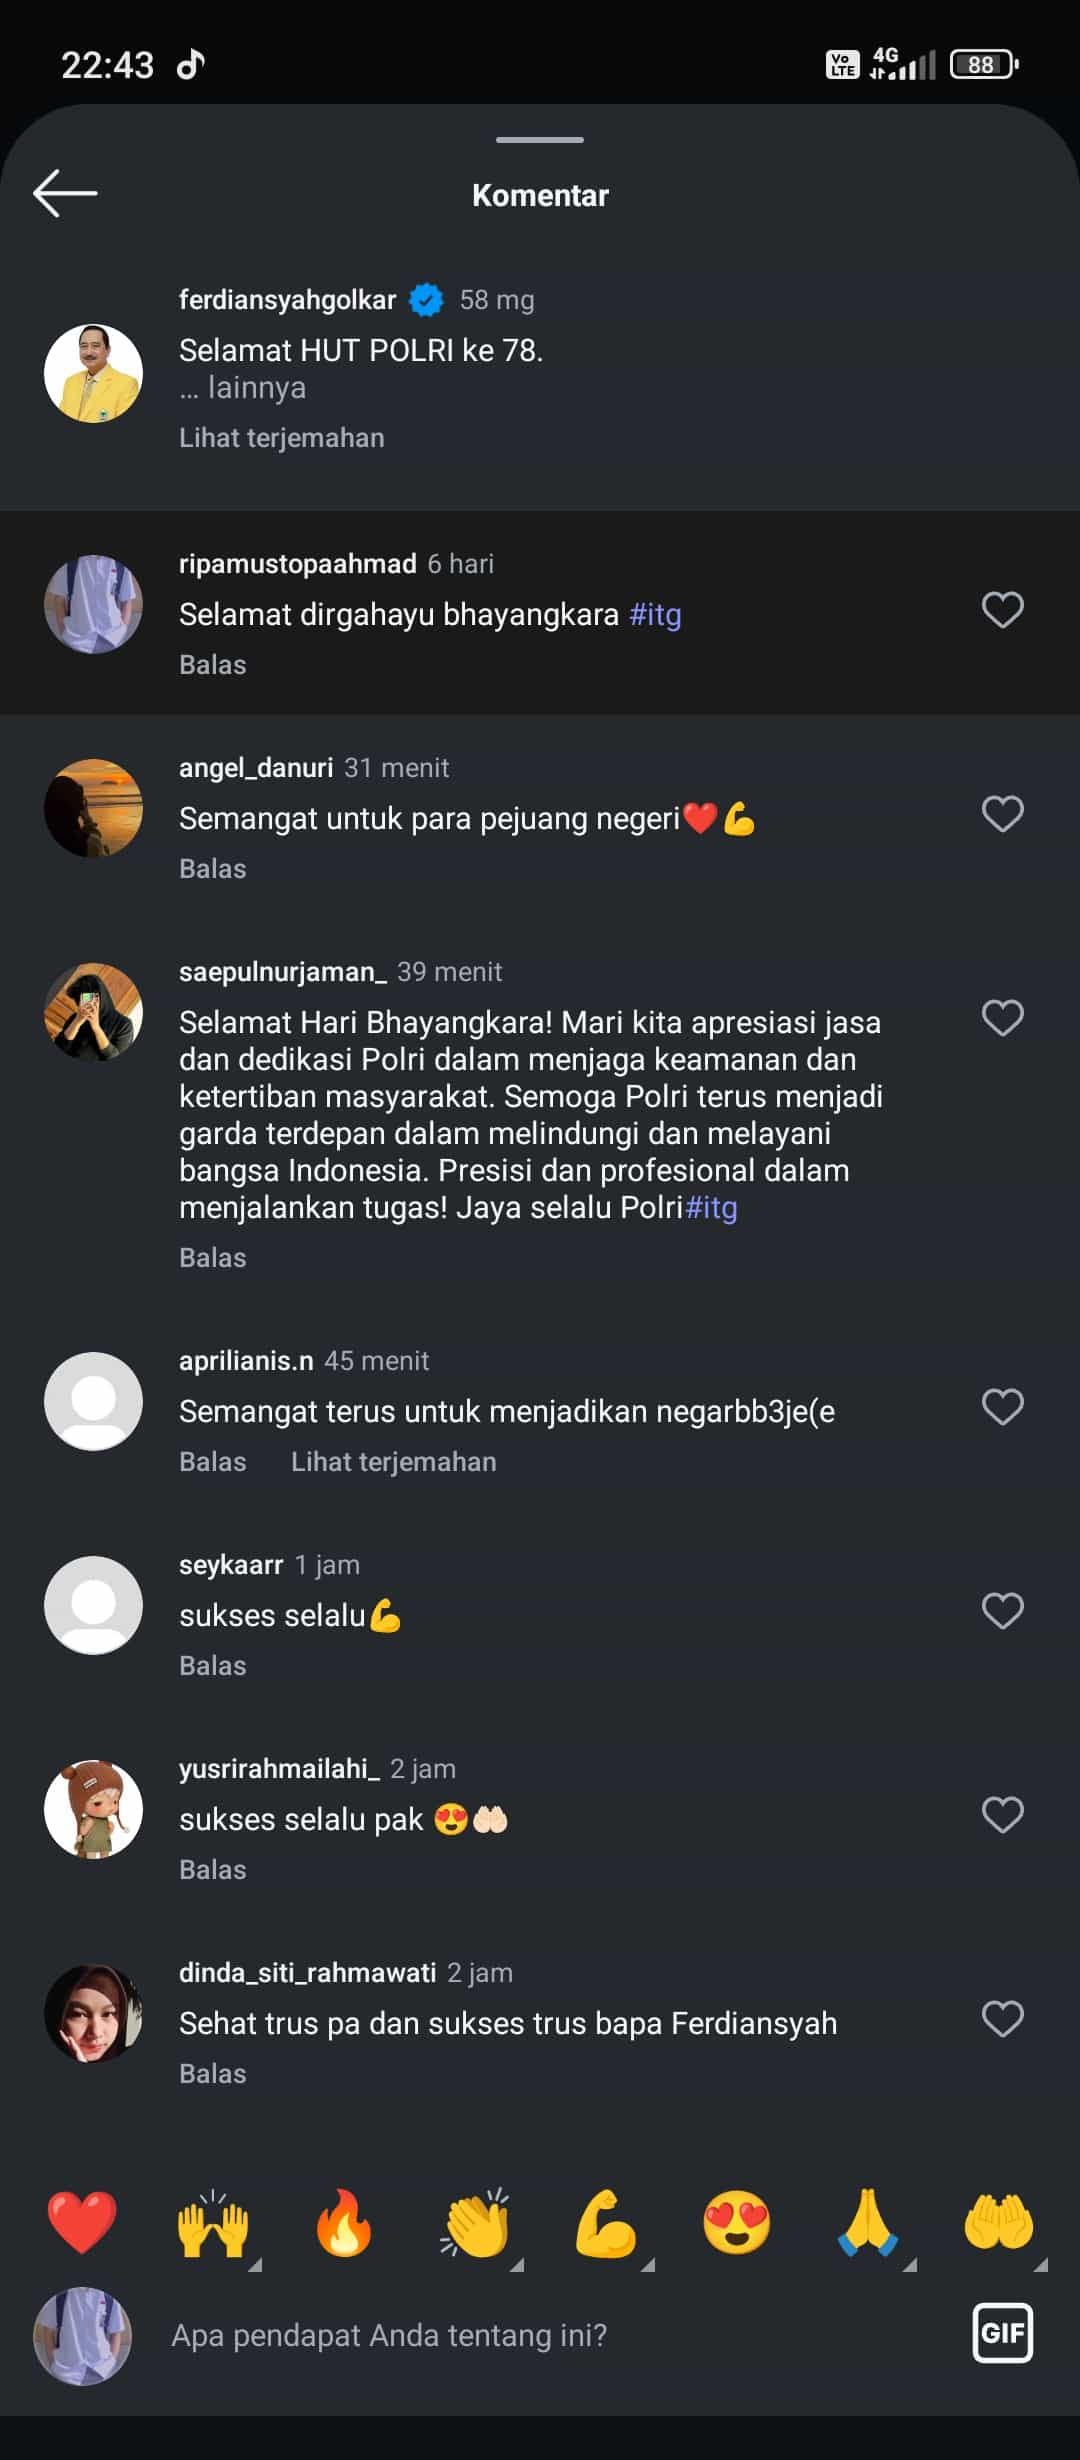 22:43
Vo LTE 4G 88
Komentar
ferdiansyahgolkar 58 mg
Selamat HUT POLRI ke 78.
... lainnya
Lihat terjemahan
ripamustopaahmad 6 hari
Selamat dirgahayu bhayangkara #itg
Balas
angel_danuri 31 menit
Semangat untuk para pejuang negeri❤️💪
Balas
saepulnurjaman_ 39 menit
Selamat Hari Bhayangkara! Mari kita apresiasi jasa
dan dedikasi Polri dalam menjaga keamanan dan
ketertiban masyarakat. Semoga Polri terus menjadi
garda terdepan dalam melindungi dan melayani
bangsa Indonesia. Presisi dan profesional dalam
menjalankan tugas! Jaya selalu Polri#itg
Balas
aprilianis.n 45 menit
Semangat terus untuk menjadikan negarbb3je(e
Balas Lihat terjemahan
seykaarr 1 jam
sukses selalu💪
Balas
yusrirahmailahi_ 2 jam
sukses selalu pak 😍🤲🏻
Balas
dinda_siti_rahmawati 2 jam
Sehat trus pa dan sukses trus bapa Ferdiansyah
Balas
❤️🙌🔥👏💪😍🙏🤲
Apa pendapat Anda tentang ini? GIF